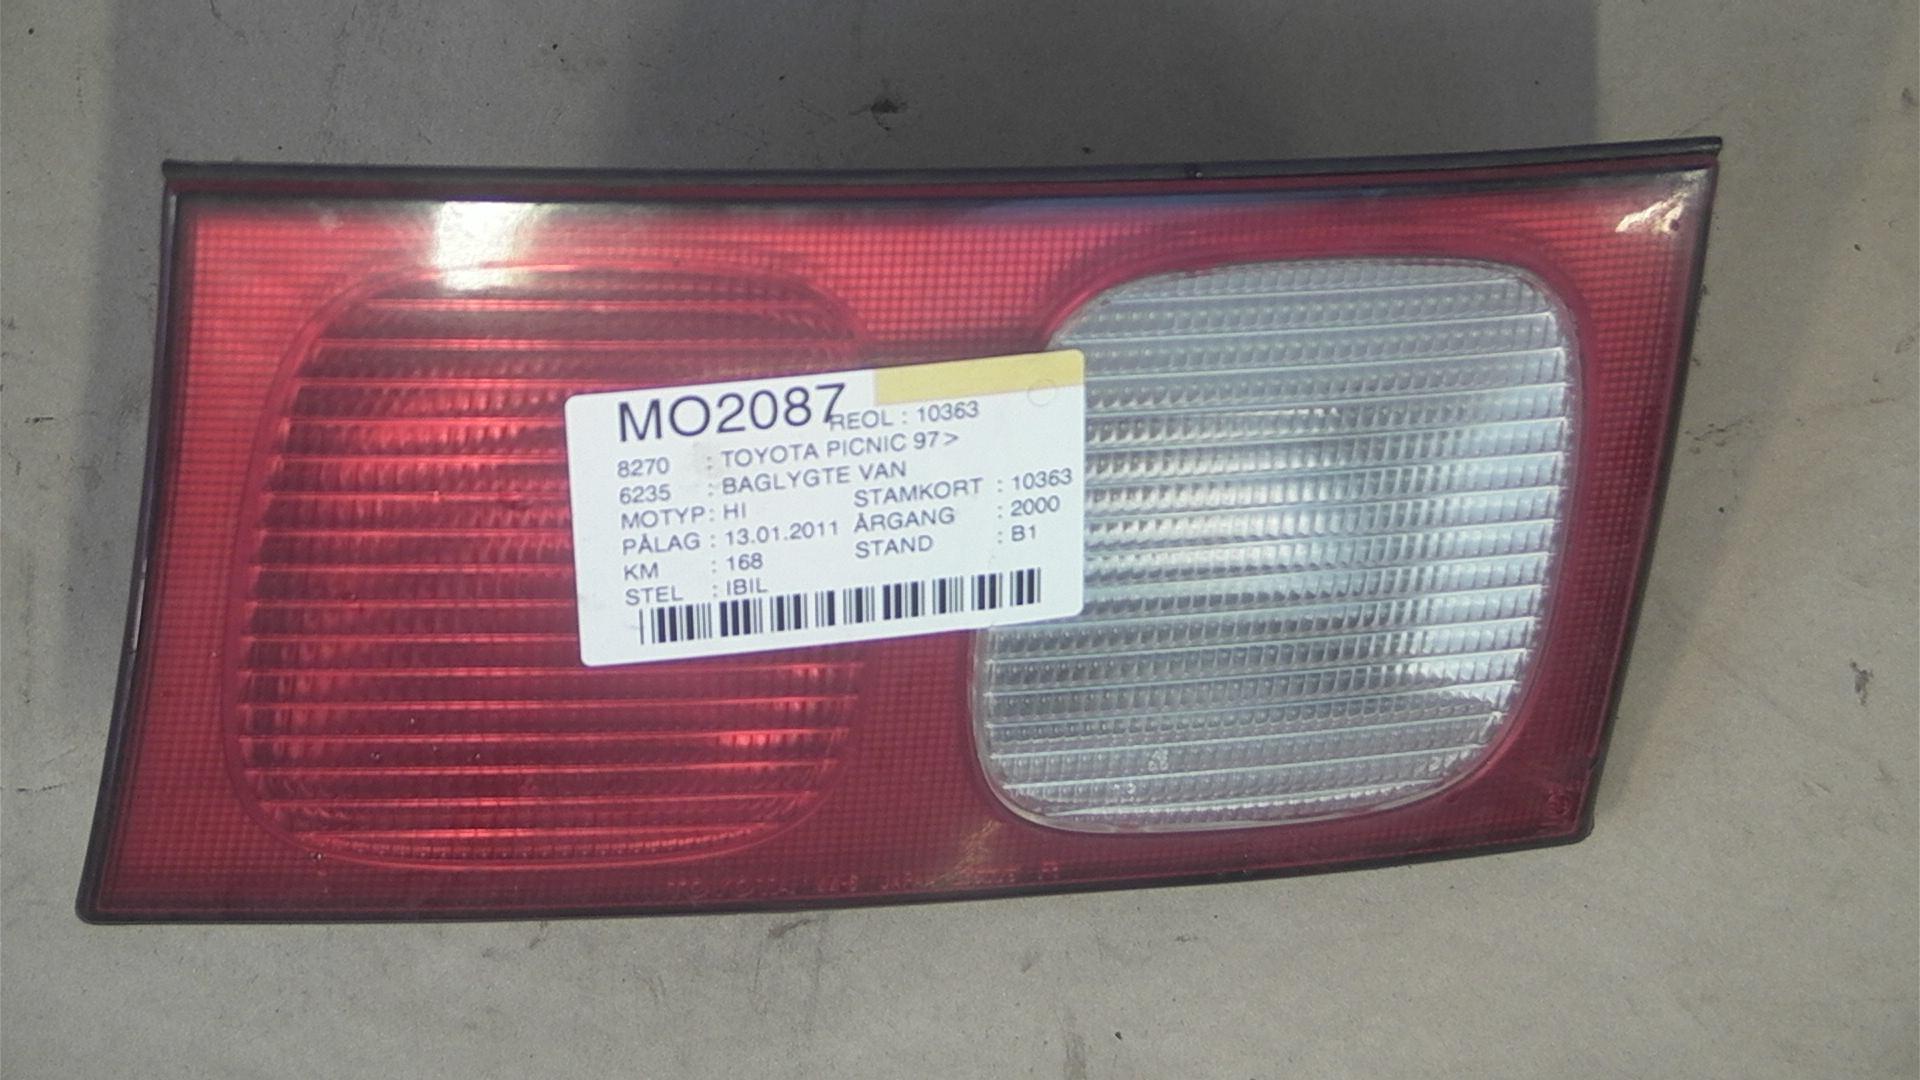 MO2087
REOL : 10363
8270 : TOYOTA PICNIC 97>
6235 : BAGLYGTE VAN
MOTYP : HI STAMKORT : 10363
PÅLAG : 13.01.2011 ÅRGANG : 2000
KM : 168 STAND : B1
STEL : IBIL
TOYOTA